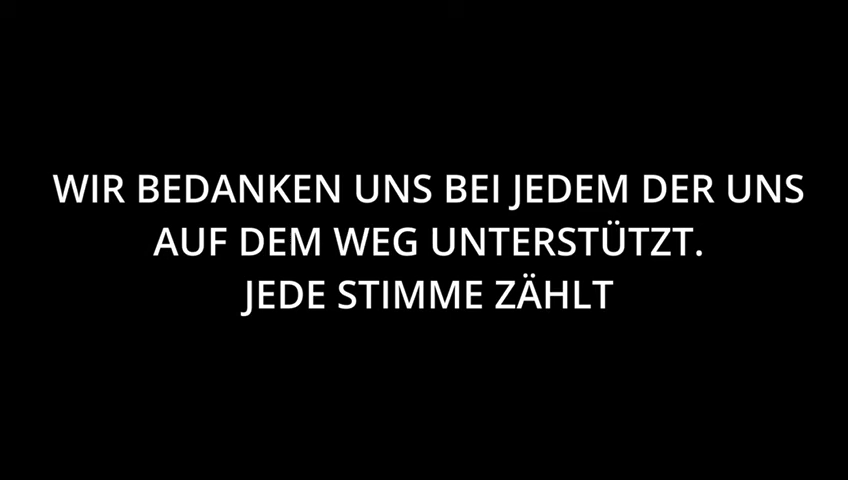 WIR BEDANKEN UNS BEI JEDEM DER UNS
AUF DEM WEG UNTERSTÜTZT.
JEDE STIMME ZÄHLT